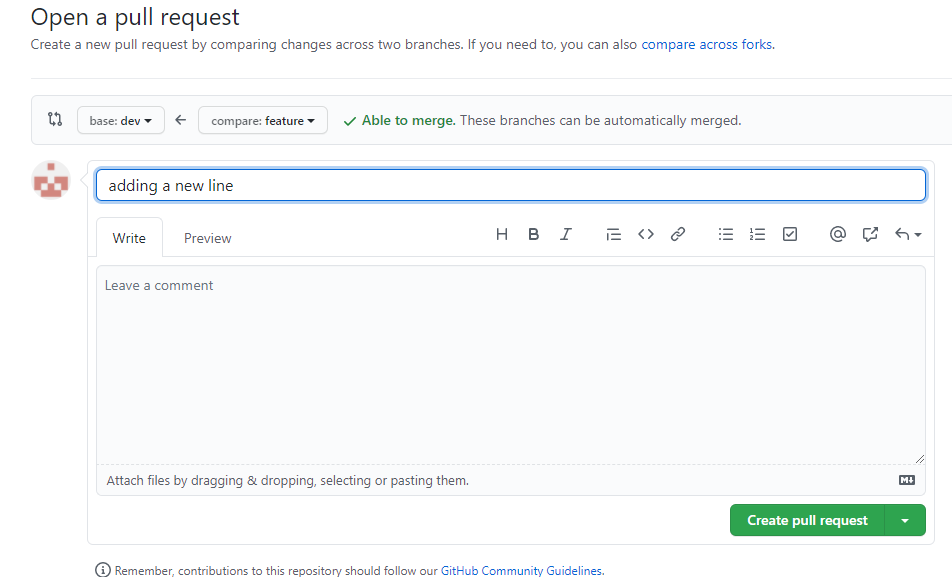 Open a pull request
Create a new pull request by comparing changes across two branches. If you need to, you can also compare across forks.
base: dev compare: feature Able to merge. These branches can be automatically merged.
adding a new line
Write Preview H B I
Leave a comment
Attach files by dragging & dropping, selecting or pasting them.
Create pull request
Remember, contributions to this repository should follow our GitHub Community Guidelines.